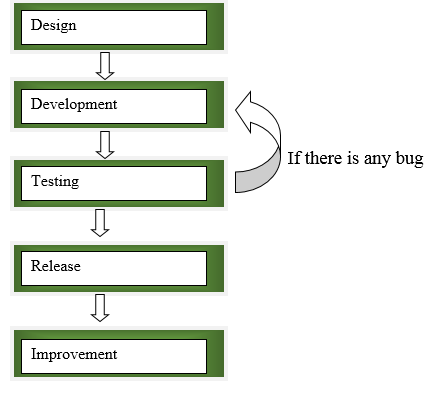 Design
Development
If there is any bug
Testing
Release
Improvement